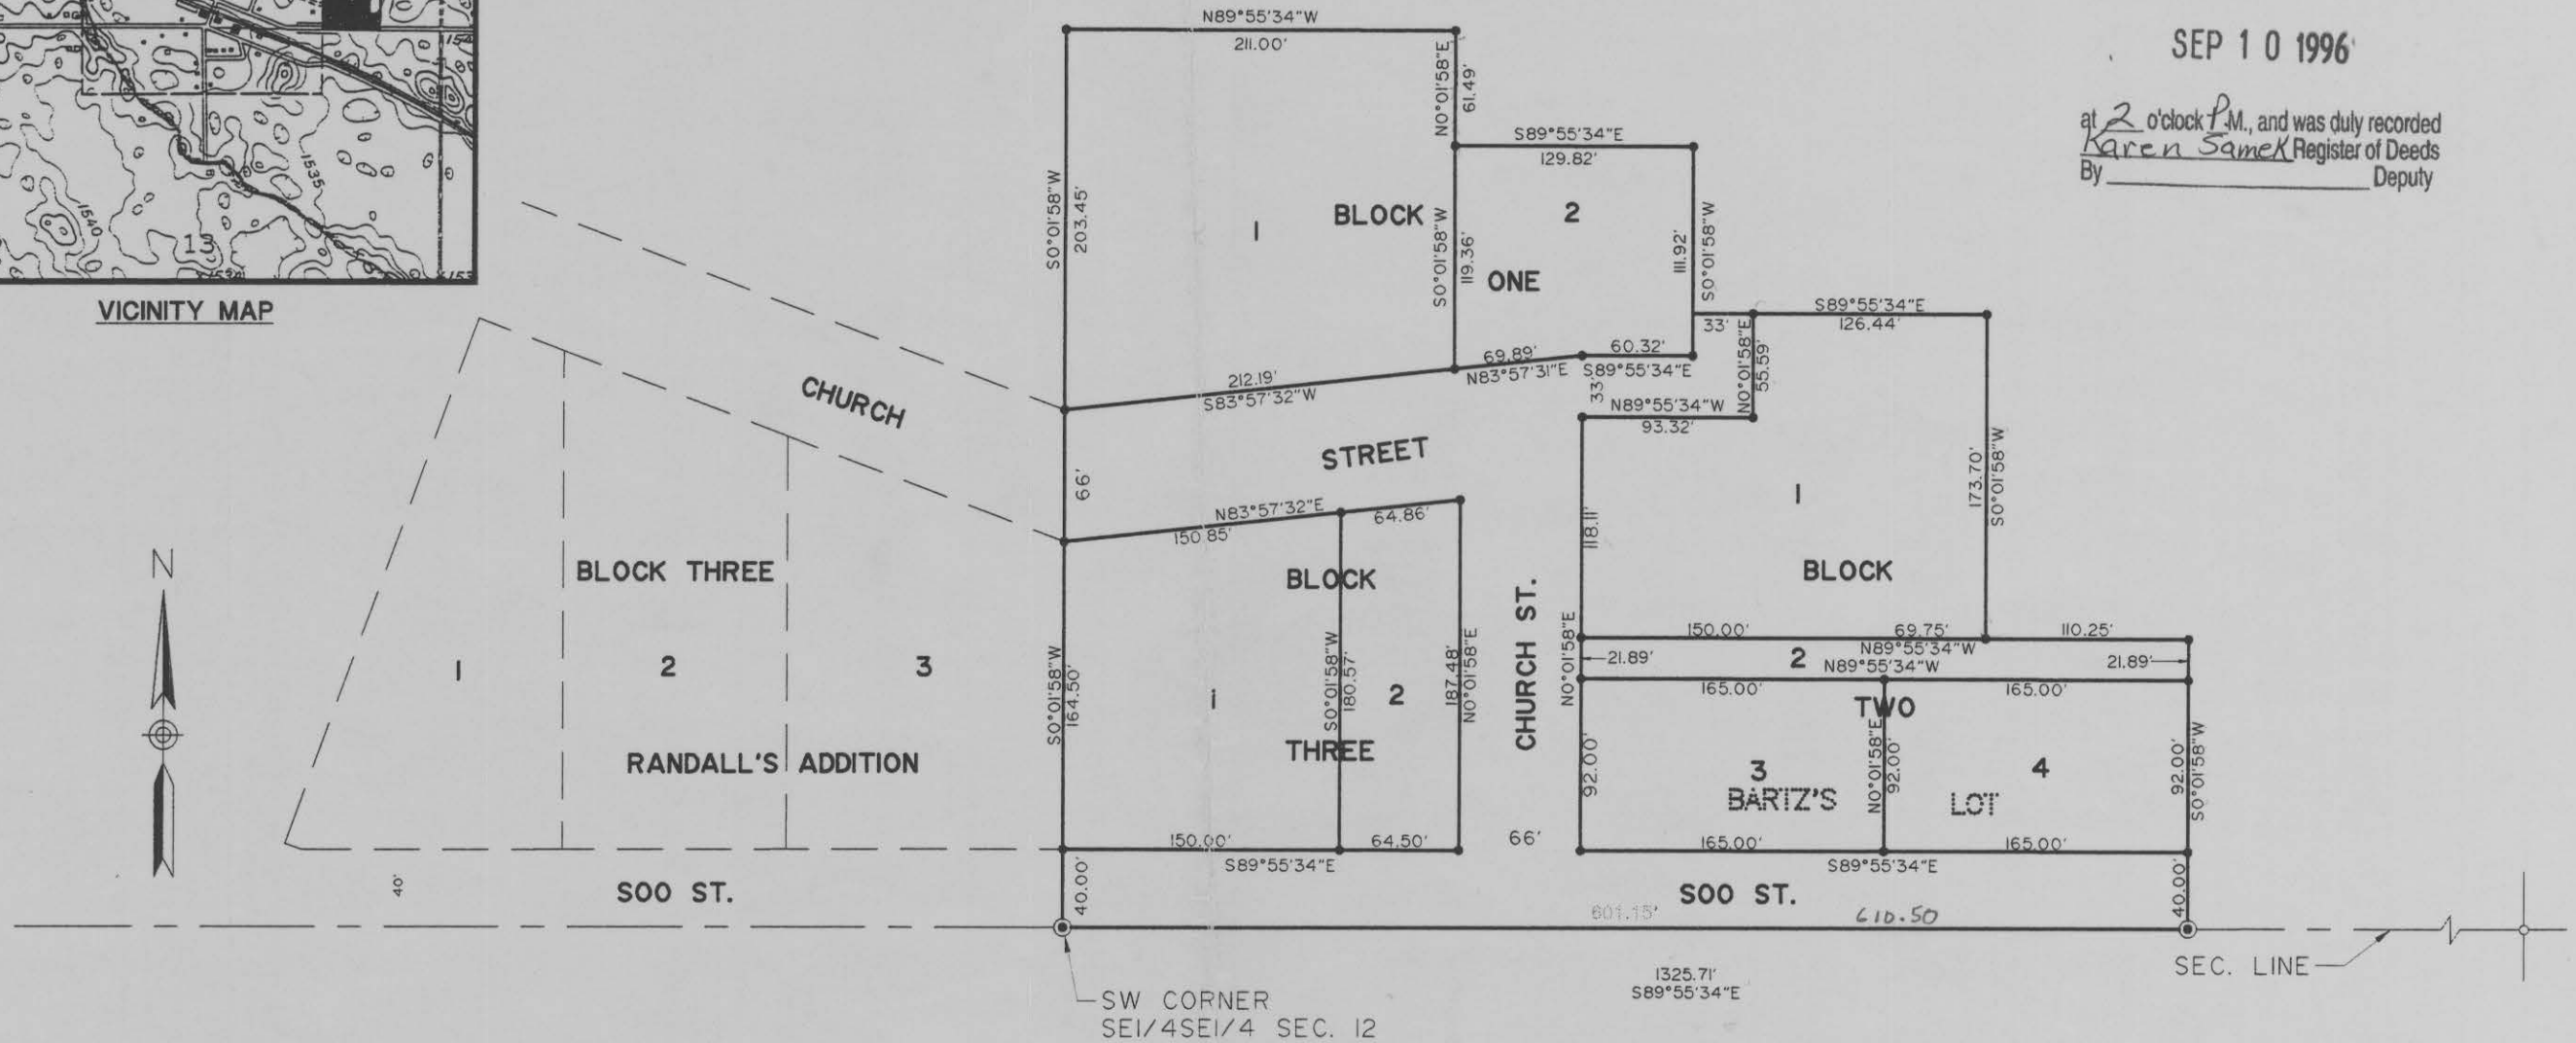 N89°55'34"W
211.00'
SEP 10 1996
at 2 o'clock P.M., and was duly recorded
Karen Samek Register of Deeds
By ____ Deputy
N0°01'58"E
61.49'
S89°55'34"E
129.82'
1540
1535
13
VICINITY MAP
S0°01'58"W
203.45'
1
BLOCK
2
ONE
S0°01'58"W
119.36'
111.92'
S0°01'58"W
S89°55'34"E
126.44'
33'
N0°01'58"E
55.59'
212.19'
S83°57'32"W
69.89'
N83°57'31"E
60.32'
S89°55'34"E
33'
N89°55'34"W
93.32'
CHURCH
STREET
66'
N83°57'32"E
150.85'
64.86'
118.11'
1
173.70'
S0°01'58"W
N
BLOCK THREE
BLOCK
BLOCK
CHURCH ST.
N0°01'58"E
150.00'
69.75'
110.25'
N89°55'34"W
21.89'
2
N89°55'34"W
21.89'
1
2
3
S0°01'58"W
164.50'
1
S0°01'58"W
180.57'
2
187.48'
N0°01'58"E
165.00'
165.00'
TWO
RANDALL'S ADDITION
THREE
92.00'
3
BARTZ'S
N0°01'58"E
92.00'
4
LOT
92.00'
S0°01'58"W
150.00'
64.50'
S89°55'34"E
66'
165.00'
165.00'
S89°55'34"E
40'
SOO ST.
40.00'
SOO ST.
601.15'
610.50
40.00'
SEC. LINE
1325.71'
S89°55'34"E
SW CORNER
SE1/4SE1/4 SEC. 12